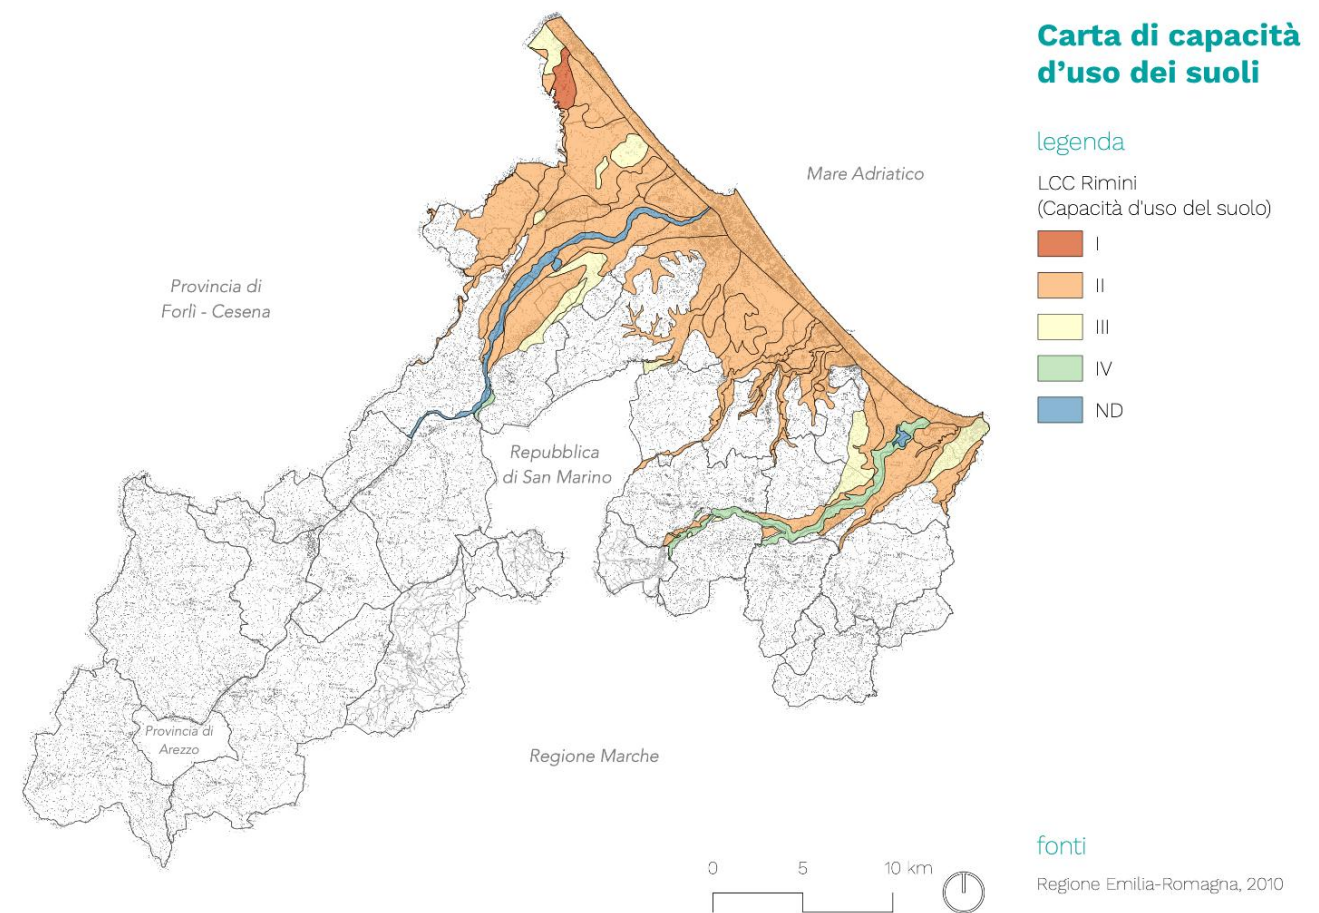 Carta di capacità
d'uso dei suoli
legenda
LCC Rimini
(Capacità d'uso del suolo)
I
II
III
IV
ND
Mare Adriatico
Provincia di
Forlì - Cesena
Repubblica
di San Marino
Provincia di
Arezzo
Regione Marche
0 5 10 km
fonti
Regione Emilia-Romagna, 2010